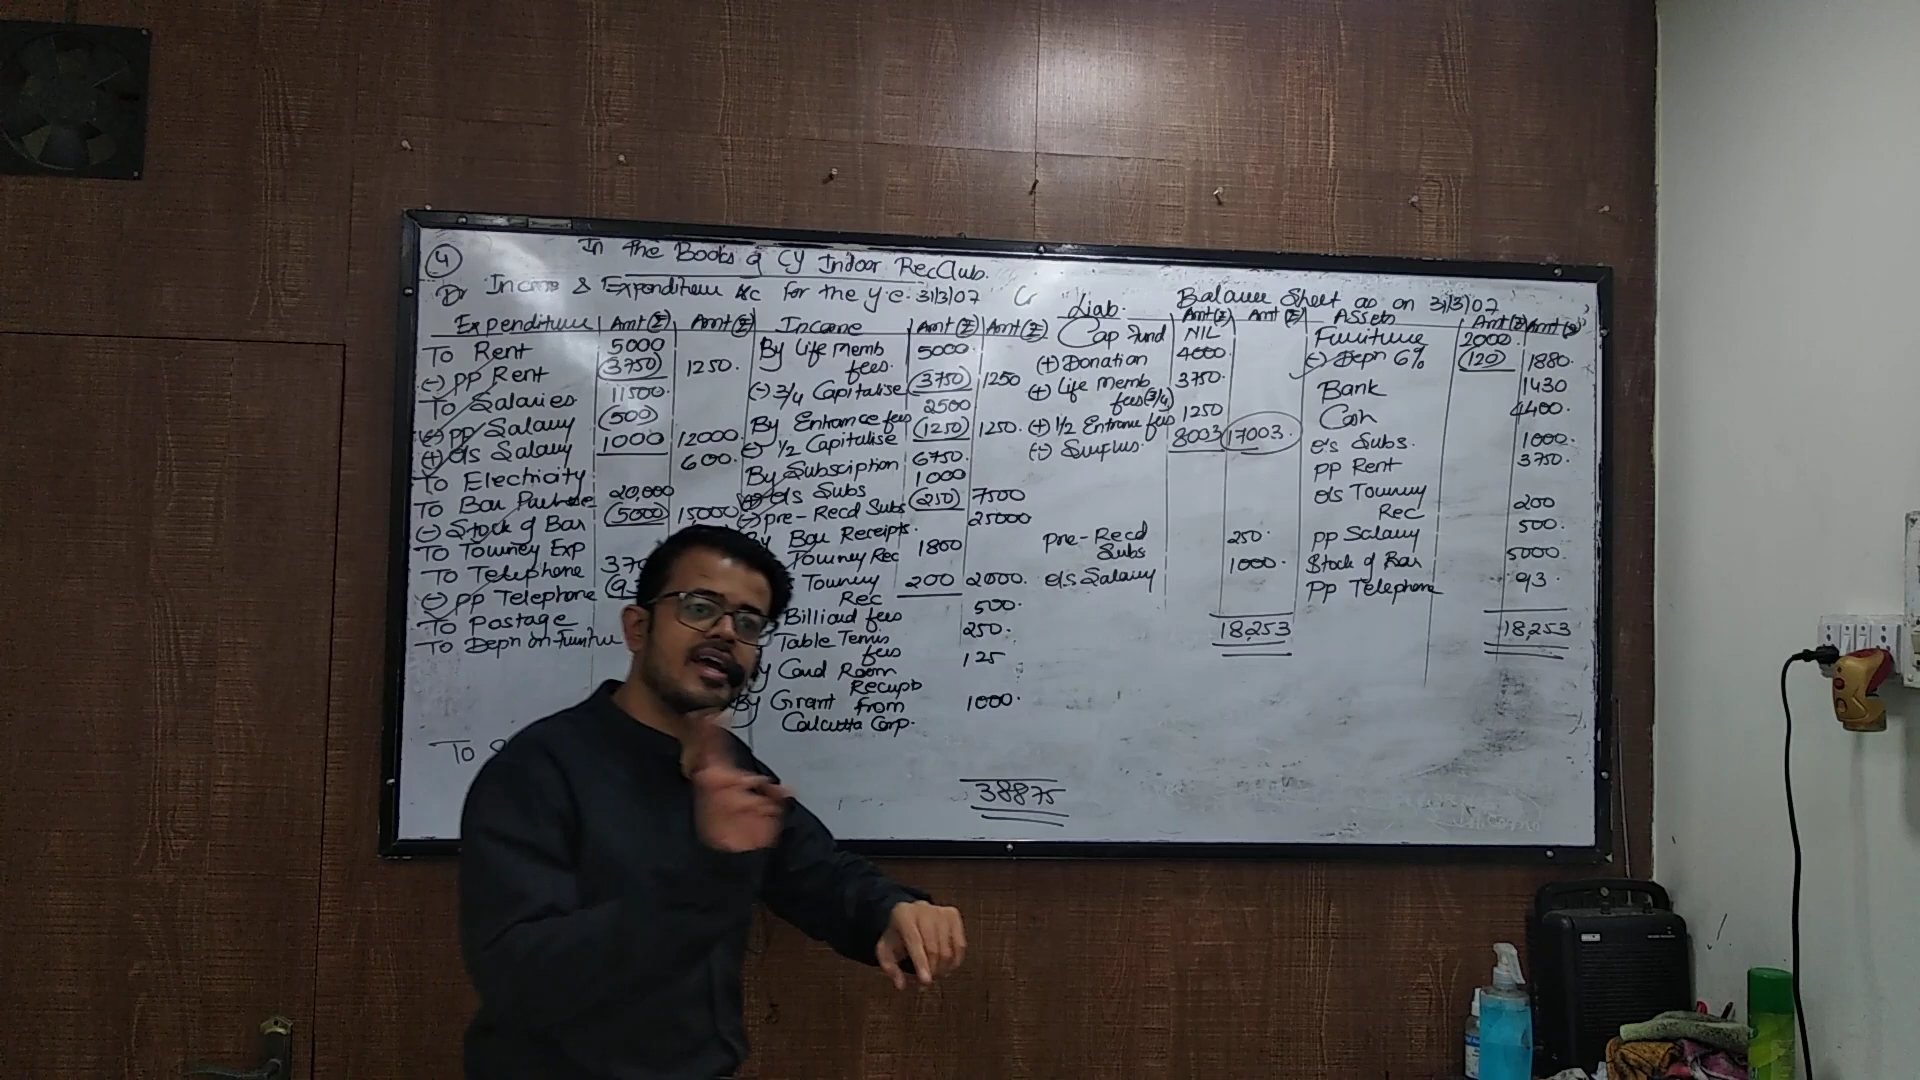 4
In the Books of CY Indoor Rec Club.
Dr Income & Expenditure A/c for the y.e. 31/3/07 Cr
Expenditure Amt(₹) Amt(₹) Income Amt(₹) Amt(₹)
To Rent 5000
(-) PP Rent (3750) 1250.
To Salaries 11500
(-) PP Salary (500)
(+) o/s Salary 1000 12000
To Electricity 600.
To Bar Purchase 20,000
(-) Stock of Bar (5000) 15000
To Tourney Exp
To Telephone
(-) PP Telephone
To Postage
To Depn on Furnitu
To
By Life Memb fees. 5000
(-) 3/4 Capitalise (3750) 1250
By Entrance fees 2500
(-) 1/2 Capitalise (1250) 1250.
By Subsciption 6750.
(+) o/s Subs 1000
(-) pre-Recd Subs (250) 7500
Bar Receipts. 25000
Tourney Rec 1800
Tourney Rec 200 2000.
Billiard fees 500.
Table Tennis fees 250.
Card Room Receipts 125
By Grant from Calcutta Corp. 1000.
38875
Balance Sheet as on 31/3/07
Liab. Amt(₹) Amt(₹) Assets Amt(₹) Amt(₹)
Cap Fund NIL
(+) Donation 4000.
(+) Life Memb fees (3/4) 3750.
(+) 1/2 Entrance fees 1250
(-) Surplus. 8003 17003.
Pre-Recd Subs 250.
o/s Salary 1000.
18,253
Furniture 2000.
(-) Depn 6% (120) 1880.
Bank 1430
Cash 4400.
o/s Subs. 1000.
PP Rent 3750.
o/s Tourney Rec 200
PP Salary 500.
Stock of Bar 5000.
PP Telephone 93.
18,253